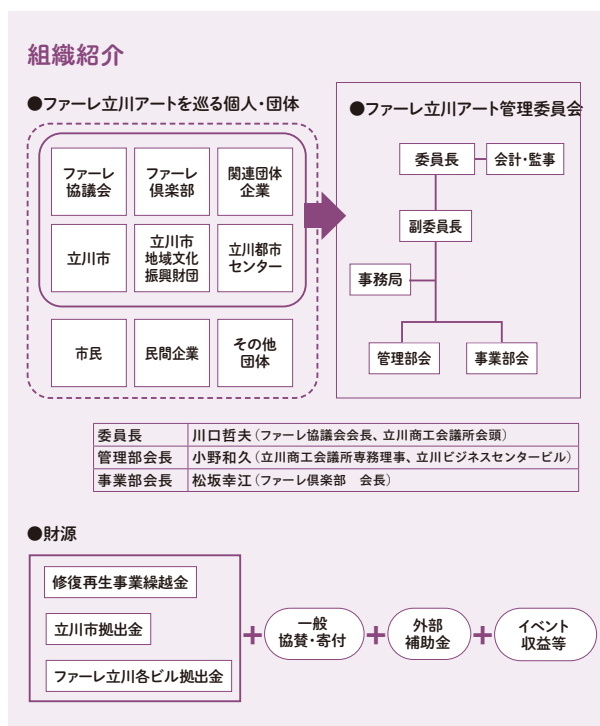 組織紹介
●ファーレ立川アートを巡る個人・団体
ファーレ
協議会
ファーレ
倶楽部
関連団体
企業
立川市
立川市
地域文化
振興財団
立川都市
センター
市民
民間企業
その他
団体
●ファーレ立川アート管理委員会
委員長
会計・監事
副委員長
事務局
管理部会
事業部会
委員長 川口哲夫（ファーレ協議会会長、立川商工会議所会頭）
管理部会長 小野和久（立川商工会議所専務理事、立川ビジネスセンタービル）
事業部会長 松坂幸江（ファーレ倶楽部　会長）
●財源
修復再生事業繰越金
立川市拠出金
ファーレ立川各ビル拠出金
+
一般
協賛・寄付
+
外部
補助金
+
イベント
収益等